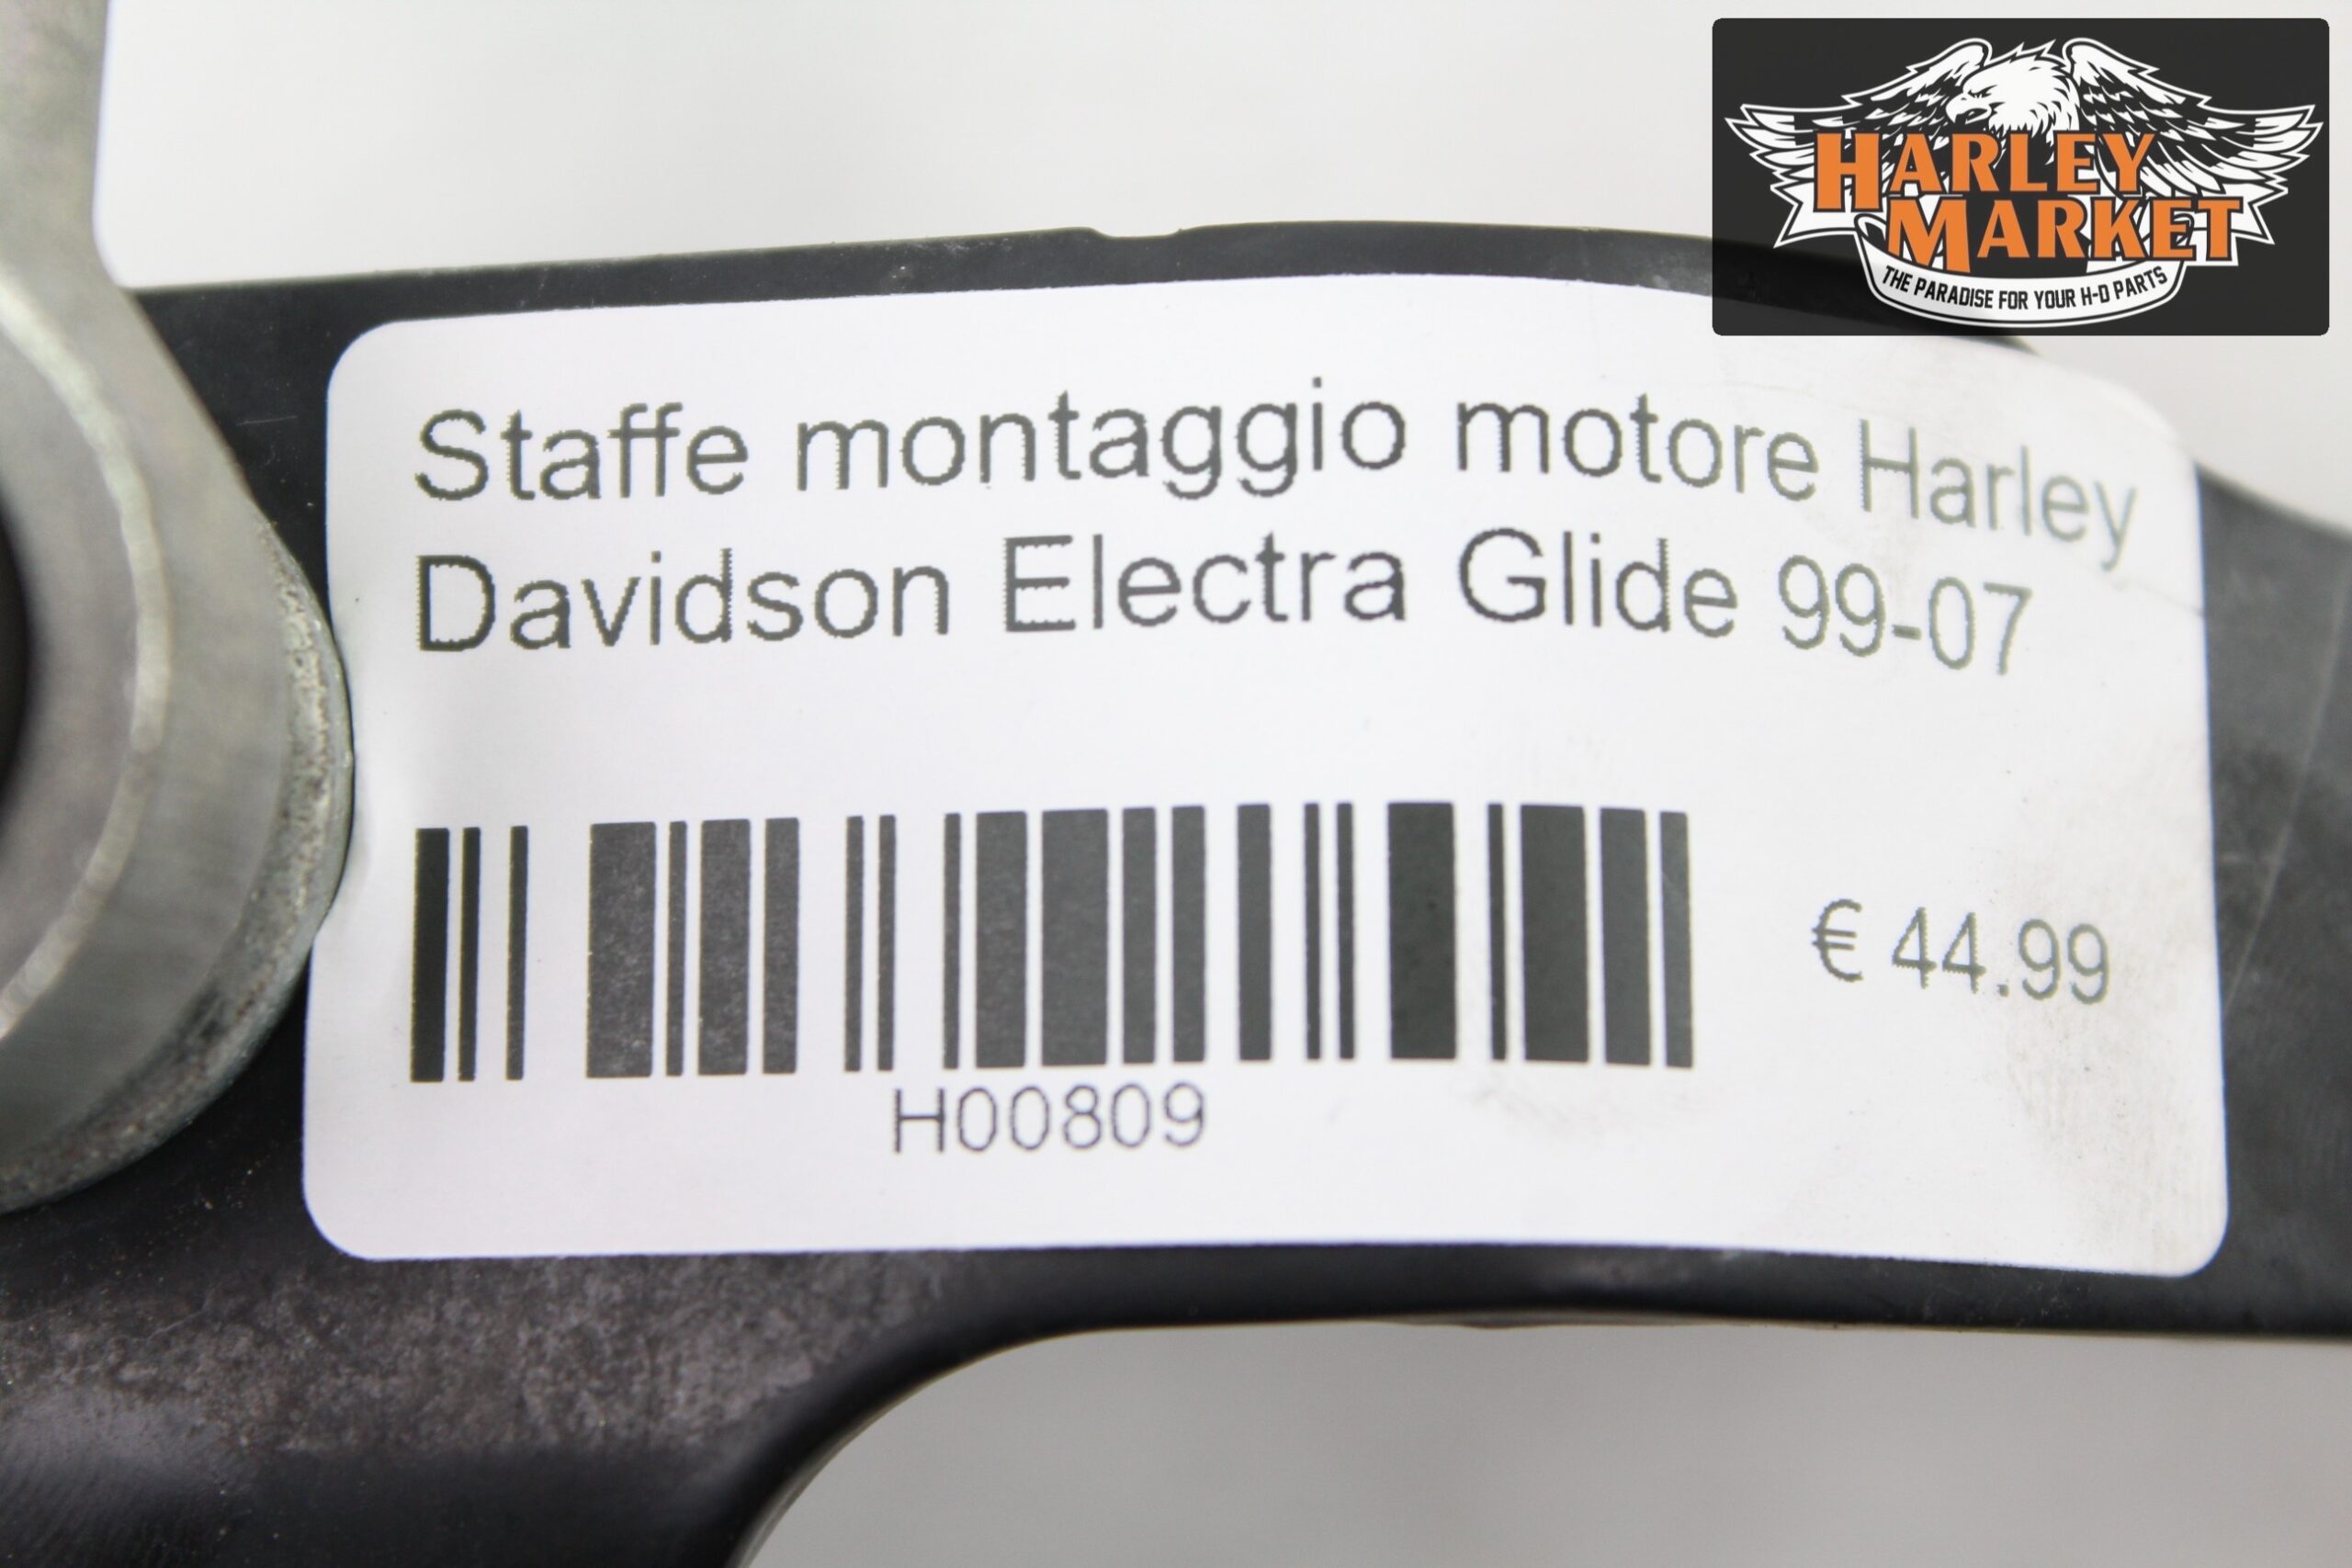 HARLEY
MARKET
THE PARADISE FOR YOUR H-D PARTS
Staffe montaggio motore Harley
Davidson Electra Glide 99-07
€ 44.99
H00809